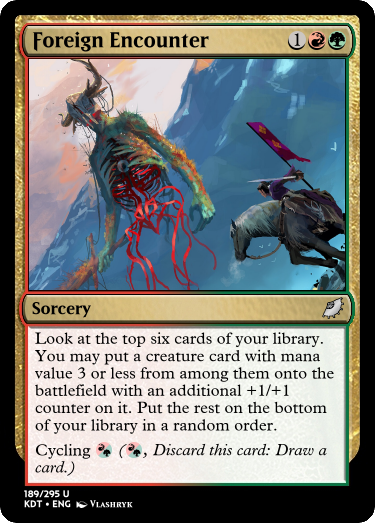 Foreign Encounter 1
Sorcery
Look at the top six cards of your library.
You may put a creature card with mana
value 3 or less from among them onto the
battlefield with an additional +1/+1
counter on it. Put the rest on the bottom
of your library in a random order.
Cycling (, Discard this card: Draw a
card.)
189/295 U
KDT • ENG Vlashryk